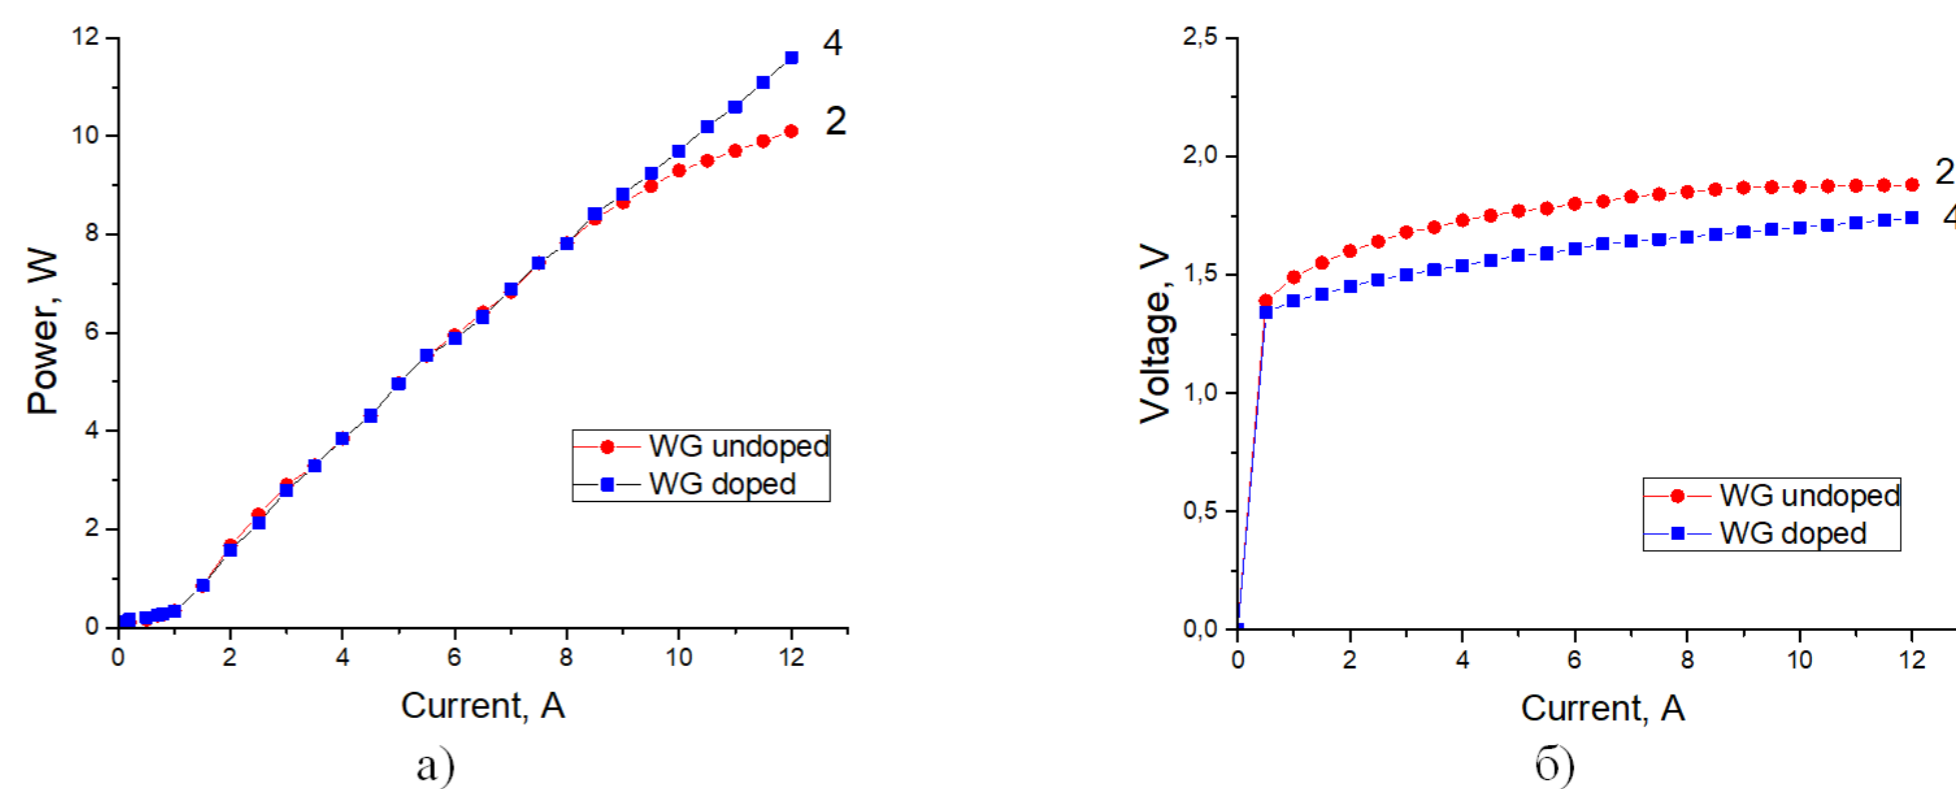 12
10
8
6
4
2
0
Power, W
4
2
WG undoped
WG doped
0 2 4 6 8 10 12
Current, A
а)
2,5
2,0
1,5
1,0
0,5
0,0
Voltage, V
2
4
WG undoped
WG doped
0 2 4 6 8 10 12
Current, A
б)